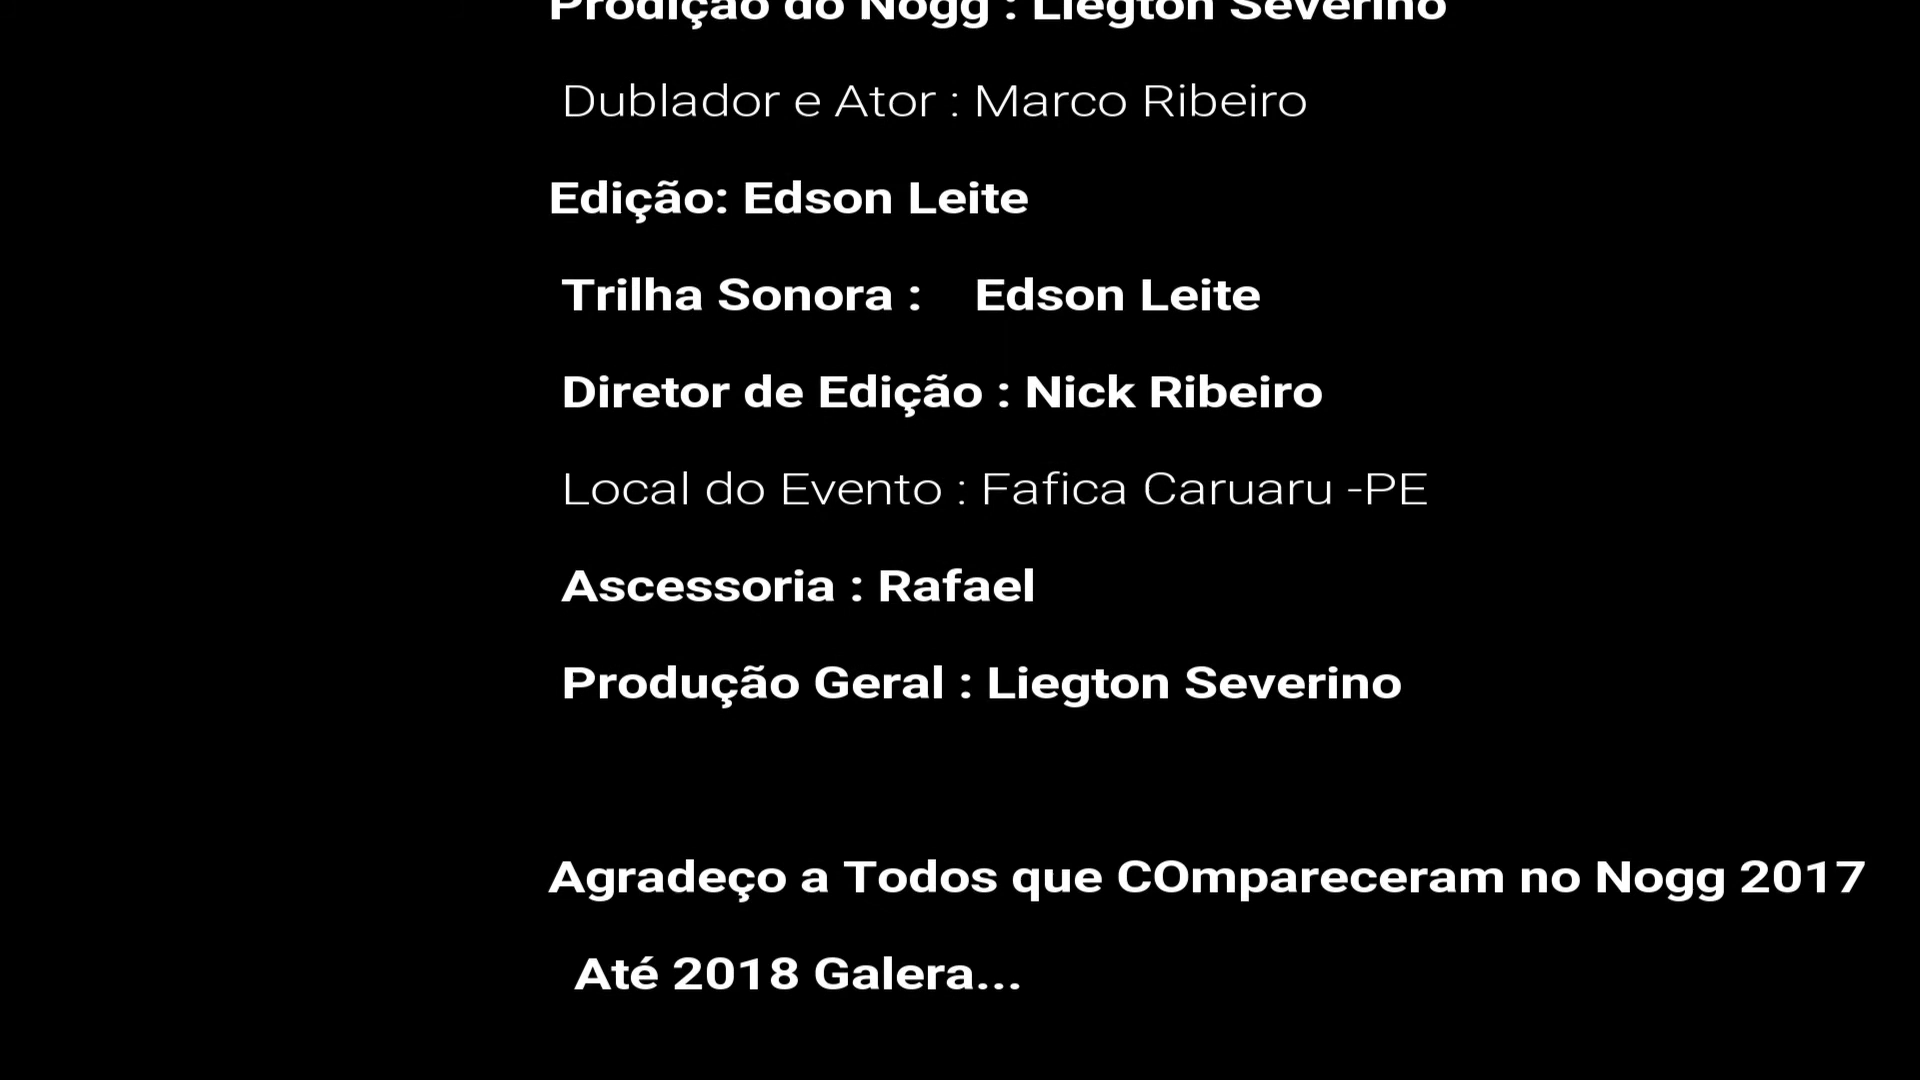 Prodição do Nogg : Liegton Severino
Dublador e Ator : Marco Ribeiro
Edição: Edson Leite
Trilha Sonora : Edson Leite
Diretor de Edição : Nick Ribeiro
Local do Evento : Fafica Caruaru -PE
Ascessoria : Rafael
Produção Geral : Liegton Severino
Agradeço a Todos que COmpareceram no Nogg 2017
Até 2018 Galera...